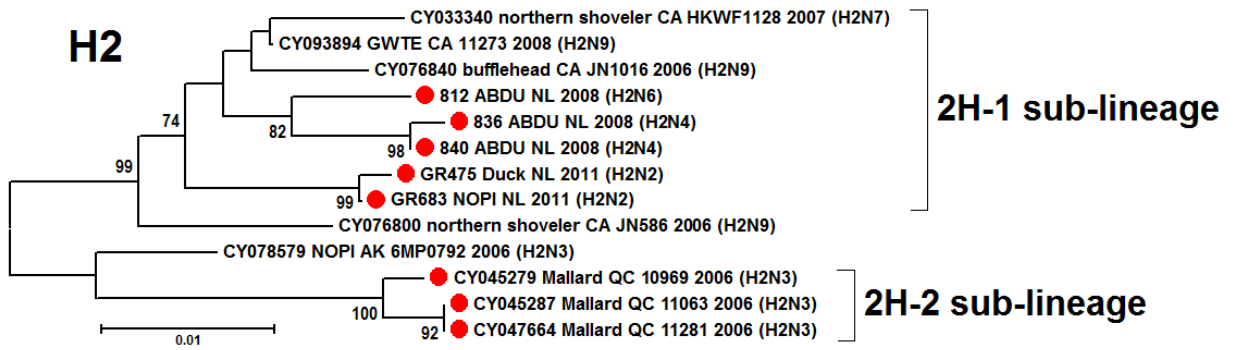 H2
CY033340 northern shoveler CA HKWF1128 2007 (H2N7)
CY093894 GWTE CA 11273 2008 (H2N9)
CY076840 bufflehead CA JN1016 2006 (H2N9)
812 ABDU NL 2008 (H2N6)
836 ABDU NL 2008 (H2N4)
840 ABDU NL 2008 (H2N4)
GR475 Duck NL 2011 (H2N2)
GR683 NOPI NL 2011 (H2N2)
CY076800 northern shoveler CA JN586 2006 (H2N9)
2H-1 sub-lineage
CY078579 NOPI AK 6MP0792 2006 (H2N3)
CY045279 Mallard QC 10969 2006 (H2N3)
CY045287 Mallard QC 11063 2006 (H2N3)
CY047664 Mallard QC 11281 2006 (H2N3)
2H-2 sub-lineage
74
82
98
99
99
100
92
0.01